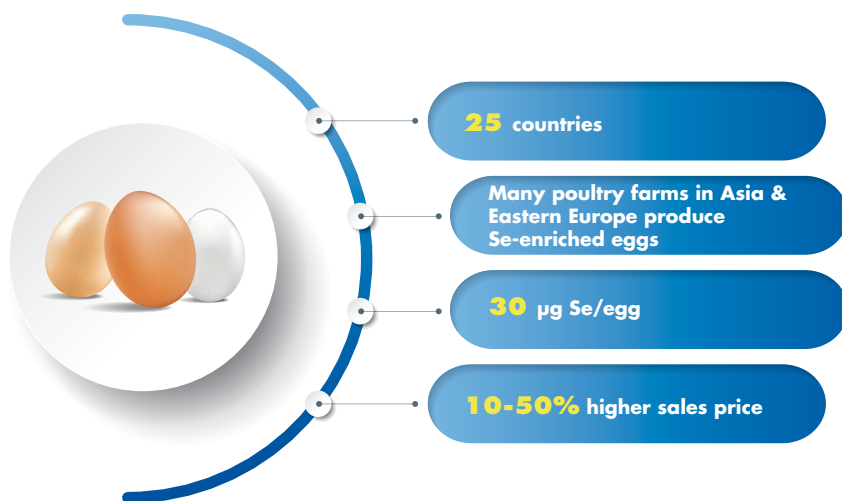 25 countries
Many poultry farms in Asia &
Eastern Europe produce
Se-enriched eggs
30 µg Se/egg
10-50% higher sales price